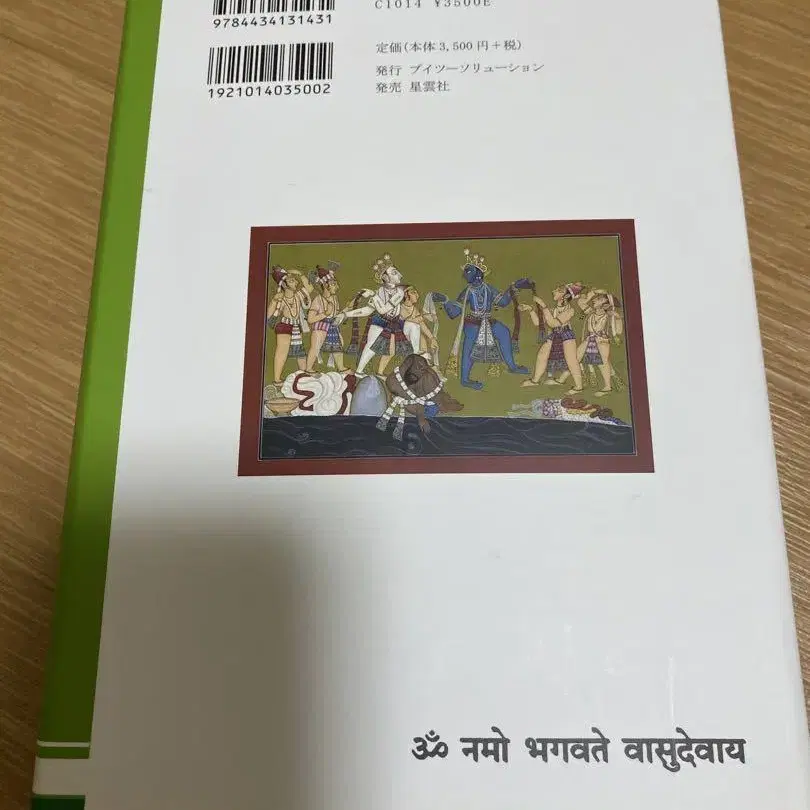 9784434131431
C1014 ¥3500E
1921014035002
定価(本体3,500円+税)
発行 ブイツーソリューション
発売 星雲社
ॐ नमो भगवते वासुदेवाय